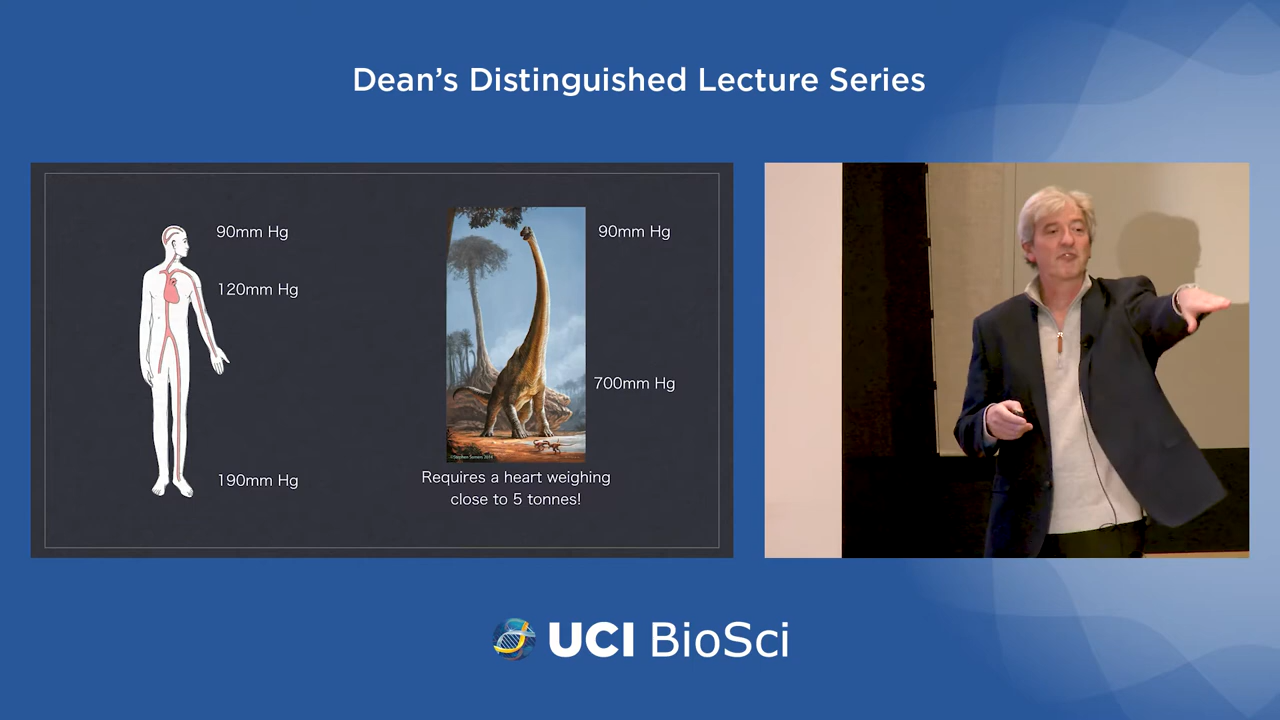 Dean's Distinguished Lecture Series
90mm Hg
120mm Hg
190mm Hg
90mm Hg
700mm Hg
Requires a heart weighing
close to 5 tonnes!
UCI BioSci